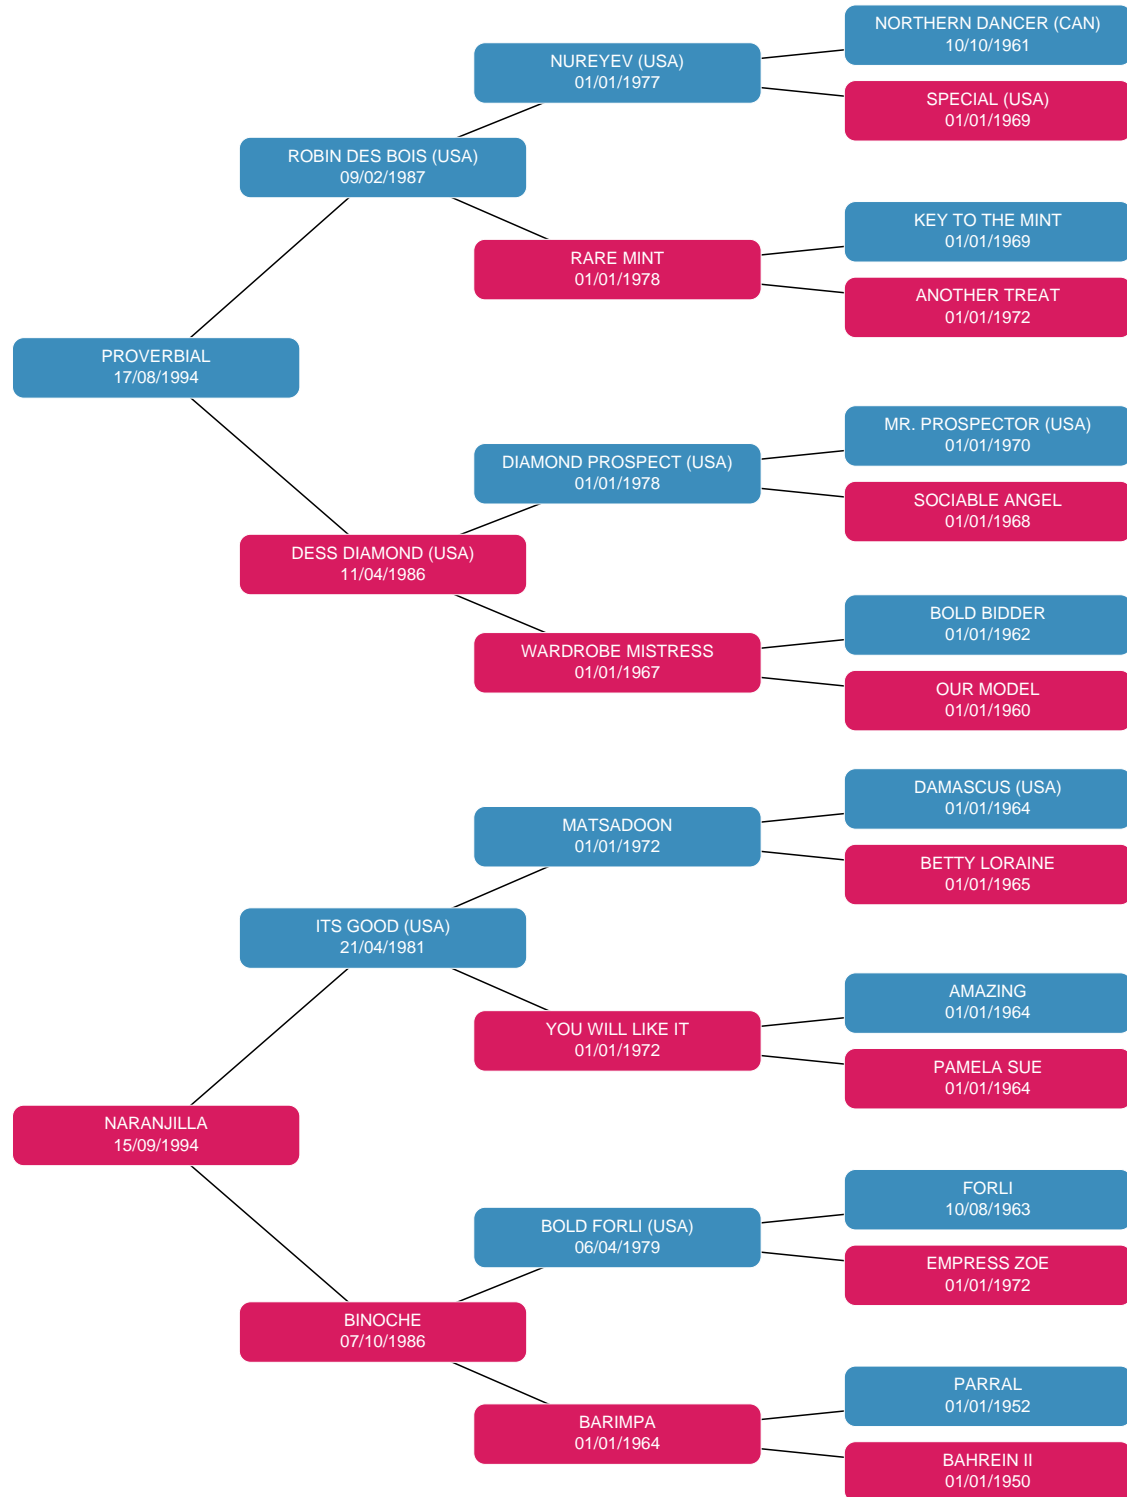 NORTHERN DANCER (CAN)
10/10/1961
NUREYEV (USA)
01/01/1977
SPECIAL (USA)
01/01/1969
ROBIN DES BOIS (USA)
09/02/1987
KEY TO THE MINT
01/01/1969
RARE MINT
01/01/1978
ANOTHER TREAT
01/01/1972
PROVERBIAL
17/08/1994
MR. PROSPECTOR (USA)
01/01/1970
DIAMOND PROSPECT (USA)
01/01/1978
SOCIABLE ANGEL
01/01/1968
DESS DIAMOND (USA)
11/04/1986
BOLD BIDDER
01/01/1962
WARDROBE MISTRESS
01/01/1967
OUR MODEL
01/01/1960
DAMASCUS (USA)
01/01/1964
MATSADOON
01/01/1972
BETTY LORAINE
01/01/1965
ITS GOOD (USA)
21/04/1981
AMAZING
01/01/1964
YOU WILL LIKE IT
01/01/1972
PAMELA SUE
01/01/1964
NARANJILLA
15/09/1994
FORLI
10/08/1963
BOLD FORLI (USA)
06/04/1979
EMPRESS ZOE
01/01/1972
BINOCHE
07/10/1986
PARRAL
01/01/1952
BARIMPA
01/01/1964
BAHREIN II
01/01/1950